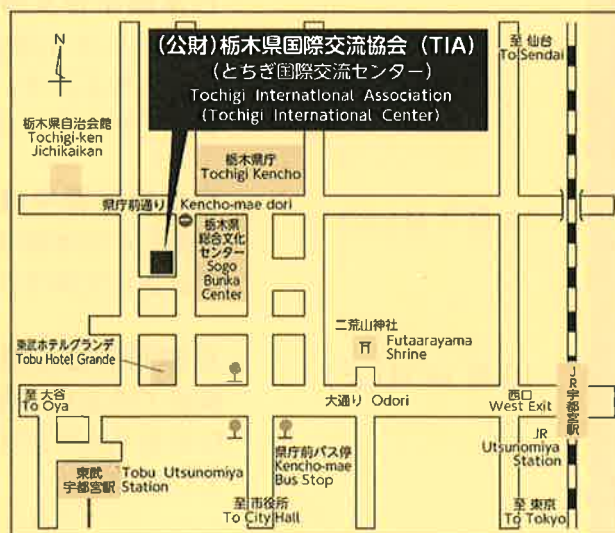 (公財)栃木県国際交流協会 (TIA)
(とちぎ国際交流センター)
Tochigi International Association
(Tochigi International Center)
至 仙台
To Sendai
N
栃木県自治会館
Tochigi-ken
Jichikaikan
栃木県庁
Tochigi Kencho
県庁前通り Kencho-mae dori
栃木県
総合文化
センター
Sogo
Bunka
Center
二荒山神社
Futaarayama
Shrine
東武ホテルグランデ
Tobu Hotel Grande
至 大谷
To Oya
大通り Odori
西口
West Exit
JR宇都宮駅
JR
Utsunomiya
Station
県庁前バス停
Kencho-mae
Bus Stop
東武
宇都宮駅
Tobu Utsunomiya
Station
至 市役所
To City Hall
至 東京
To Tokyo